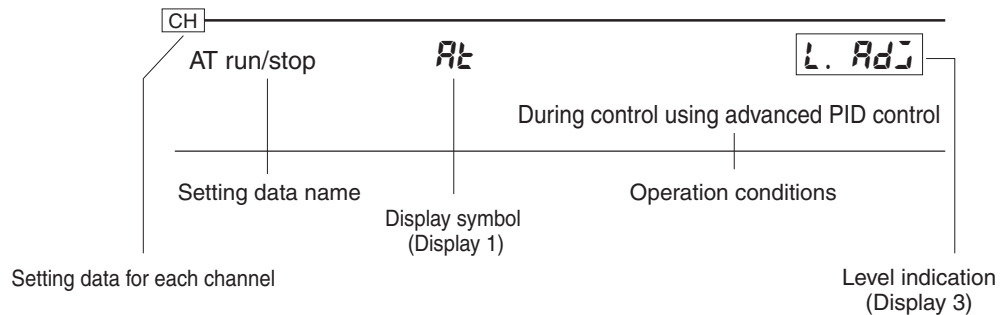 CH
AT run/stop At L. AdJ
During control using advanced PID control
Setting data name
Operation conditions
Display symbol
(Display 1)
Setting data for each channel
Level indication
(Display 3)